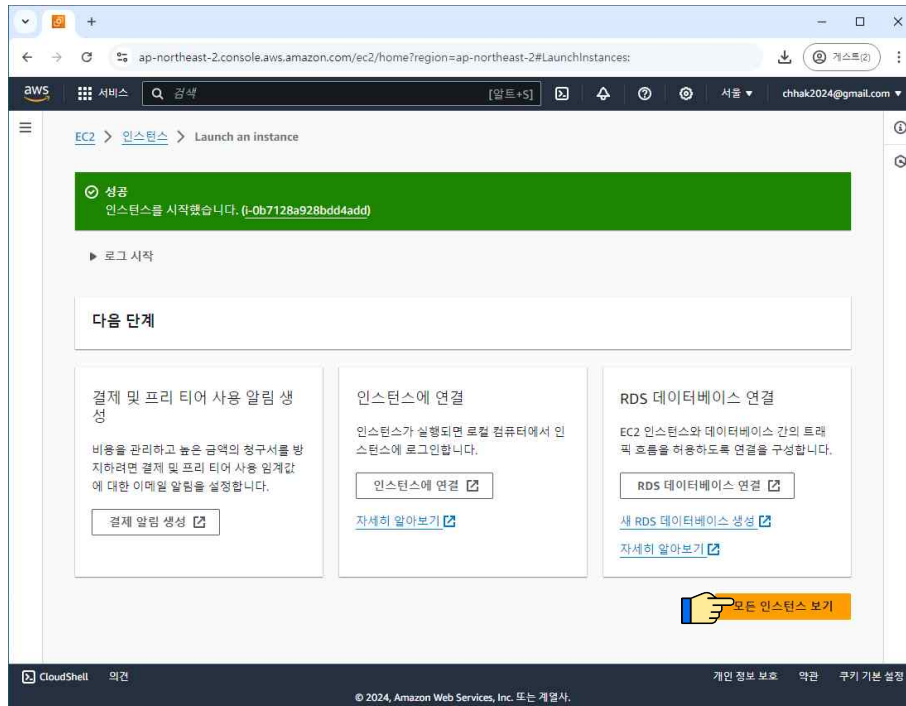 ap-northeast-2.console.aws.amazon.com/ec2/home?region=ap-northeast-2#LaunchInstances:
게스트(2)
aws 서비스 검색 [알트+S] 서울 chhak2024@gmail.com
EC2 > 인스턴스 > Launch an instance
성공
인스턴스를 시작했습니다. (i-0b7128a928bdd4add)
로그 시작
다음 단계
결제 및 프리 티어 사용 알림 생
성
비용을 관리하고 높은 금액의 청구서를 방
지하려면 결제 및 프리 티어 사용 임계값
에 대한 이메일 알림을 설정합니다.
결제 알림 생성
인스턴스에 연결
인스턴스가 실행되면 로컬 컴퓨터에서 인
스턴스에 로그인합니다.
인스턴스에 연결
자세히 알아보기
RDS 데이터베이스 연결
EC2 인스턴스와 데이터베이스 간의 트래
픽 흐름을 허용하도록 연결을 구성합니다.
RDS 데이터베이스 연결
새 RDS 데이터베이스 생성
자세히 알아보기
모든 인스턴스 보기
CloudShell 의견 개인 정보 보호 약관 쿠키 기본 설정
© 2024, Amazon Web Services, Inc. 또는 계열사.